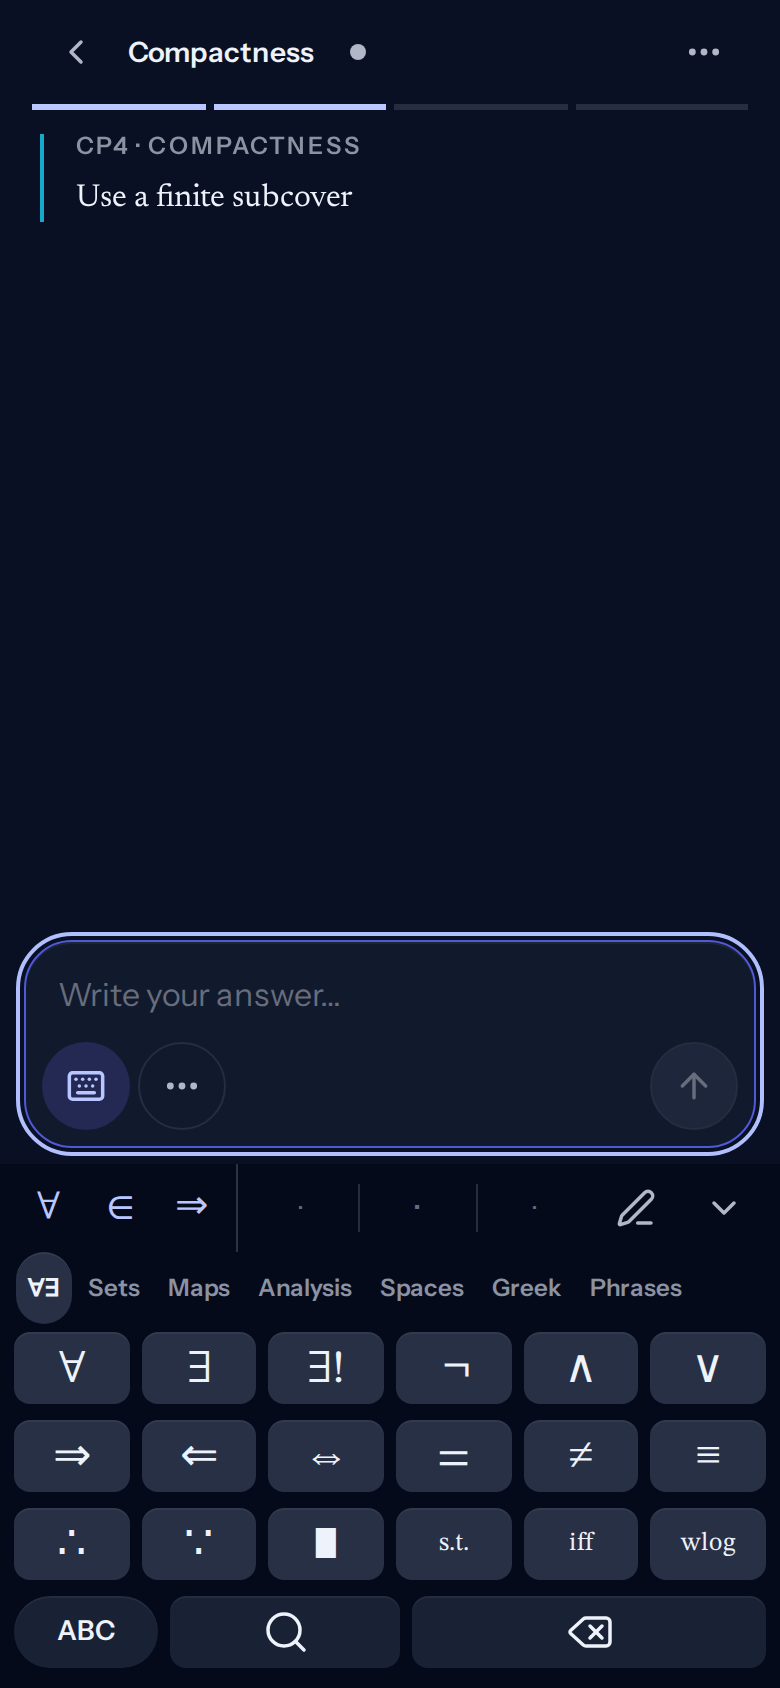 Compactness
CP4 · COMPACTNESS
Use a finite subcover
Write your answer...
∀ ∈ ⇒ · · ·
∀∃ Sets Maps Analysis Spaces Greek Phrases
∀ ∃ ∃! ¬ ∧ ∨
⇒ ⇐ ⇔ = ≠ ≡
∴ ∵ ∎ s.t. iff wlog
ABC